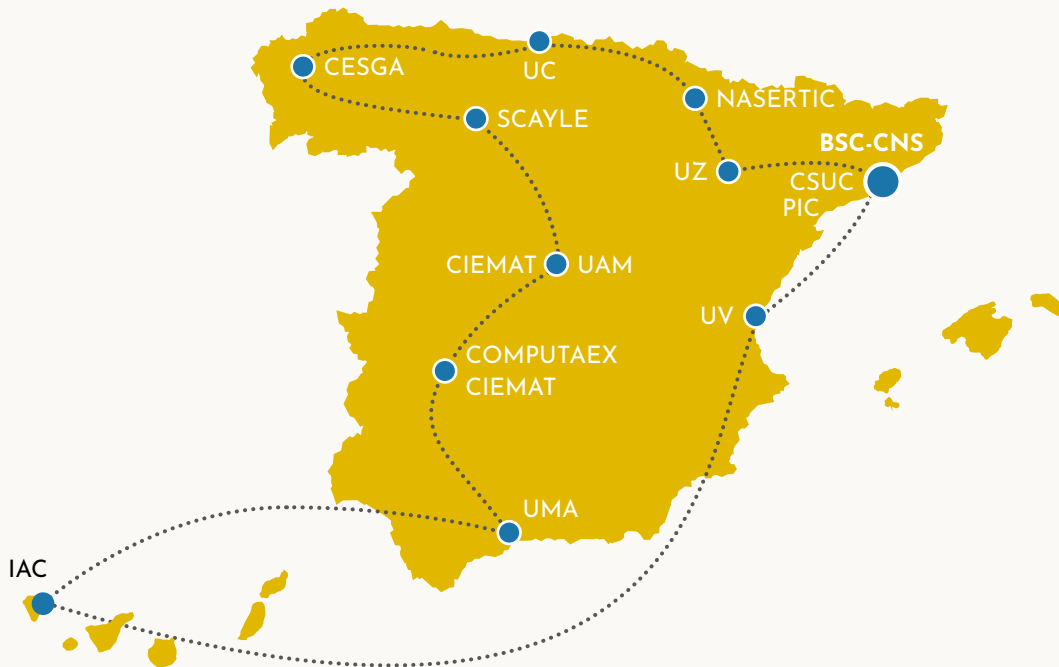 CESGA
UC
SCAYLE
NASERTIC
BSC-CNS
UZ
CSUC
PIC
CIEMAT
UAM
UV
COMPUTAEX
CIEMAT
UMA
IAC